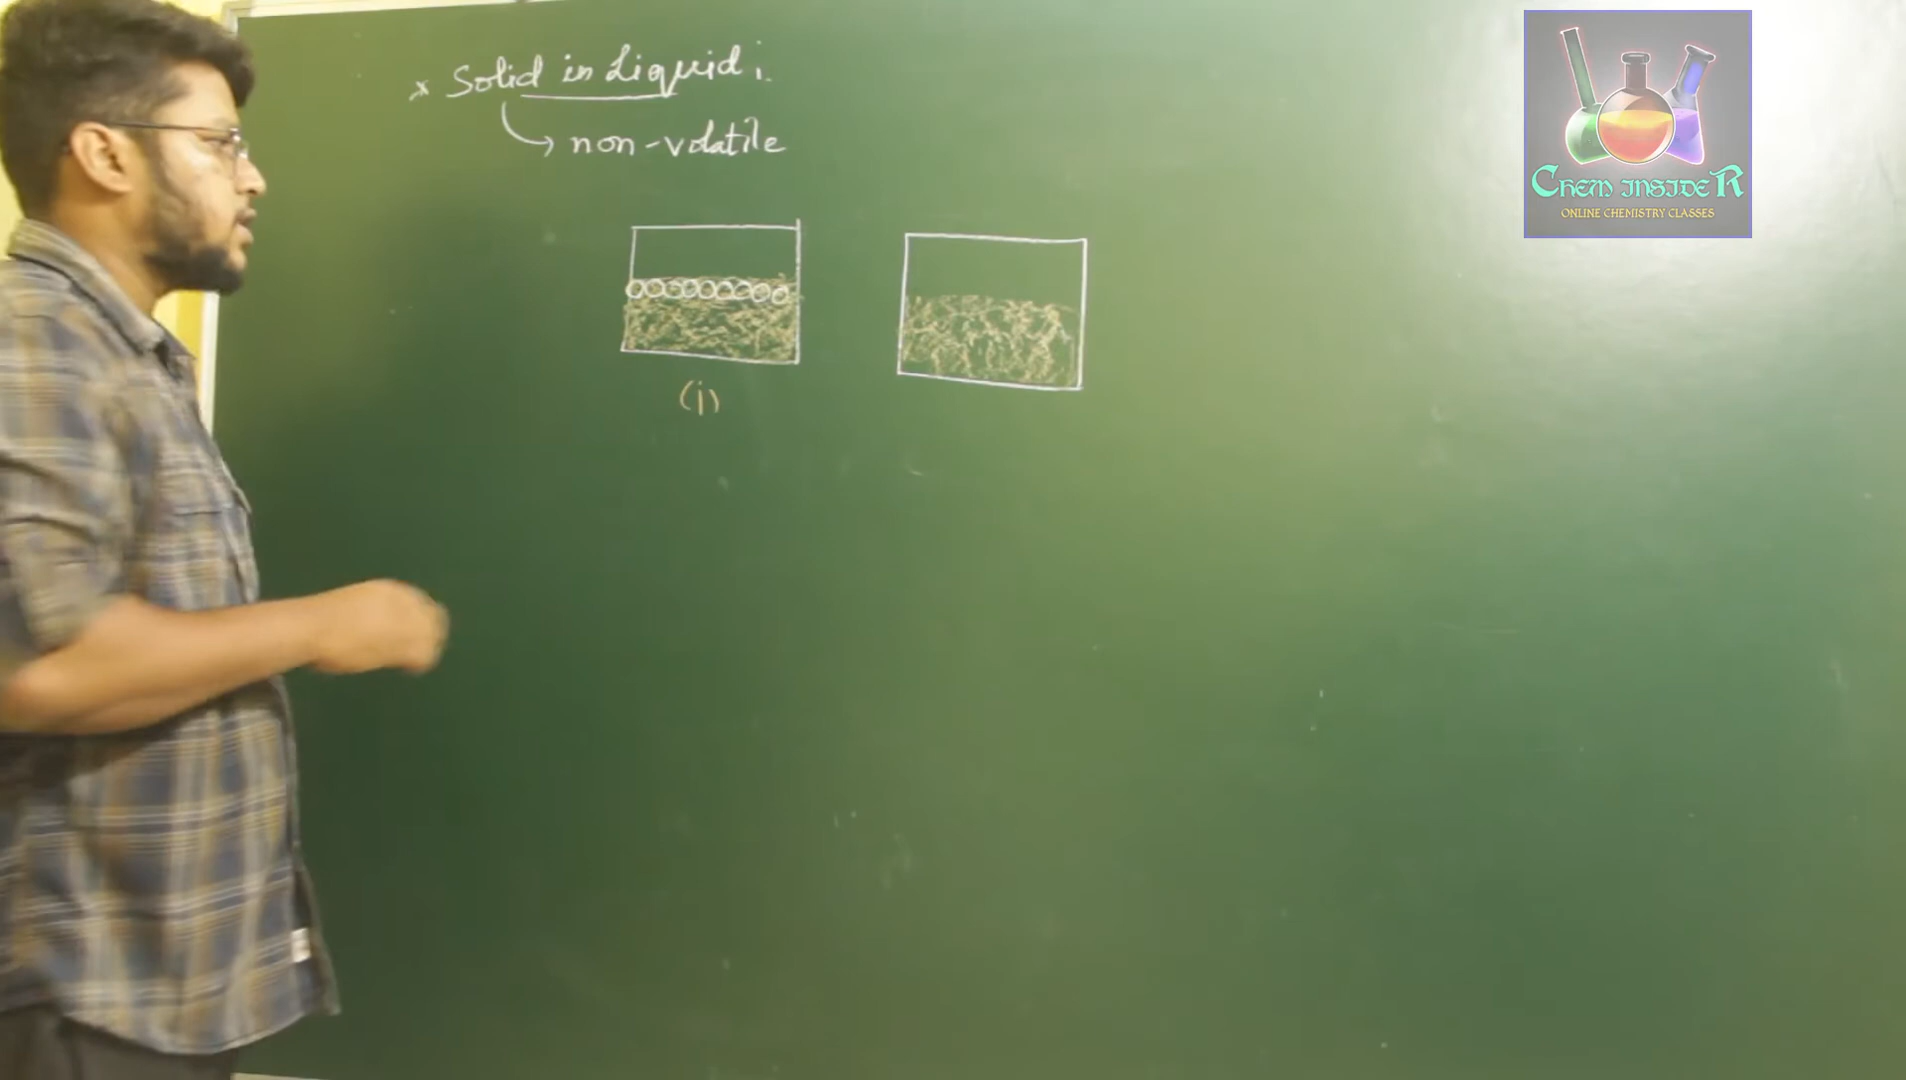 * Solid in Liquid :
non-volatile
(i)
CHEM INSIDER
ONLINE CHEMISTRY CLASSES